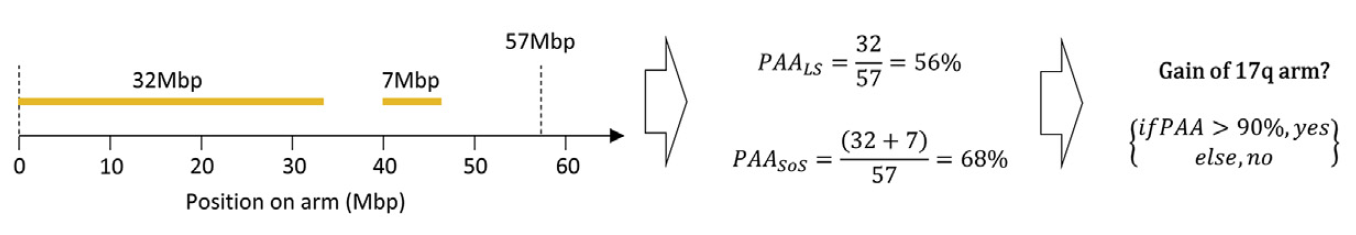 57Mbp
32Mbp 7Mbp
0 10 20 30 40 50 60
Position on arm (Mbp)
PAA_LS = 32/57 = 56%
PAA_SoS = (32 + 7)/57 = 68%
Gain of 17q arm?
{if PAA > 90%, yes
else, no}